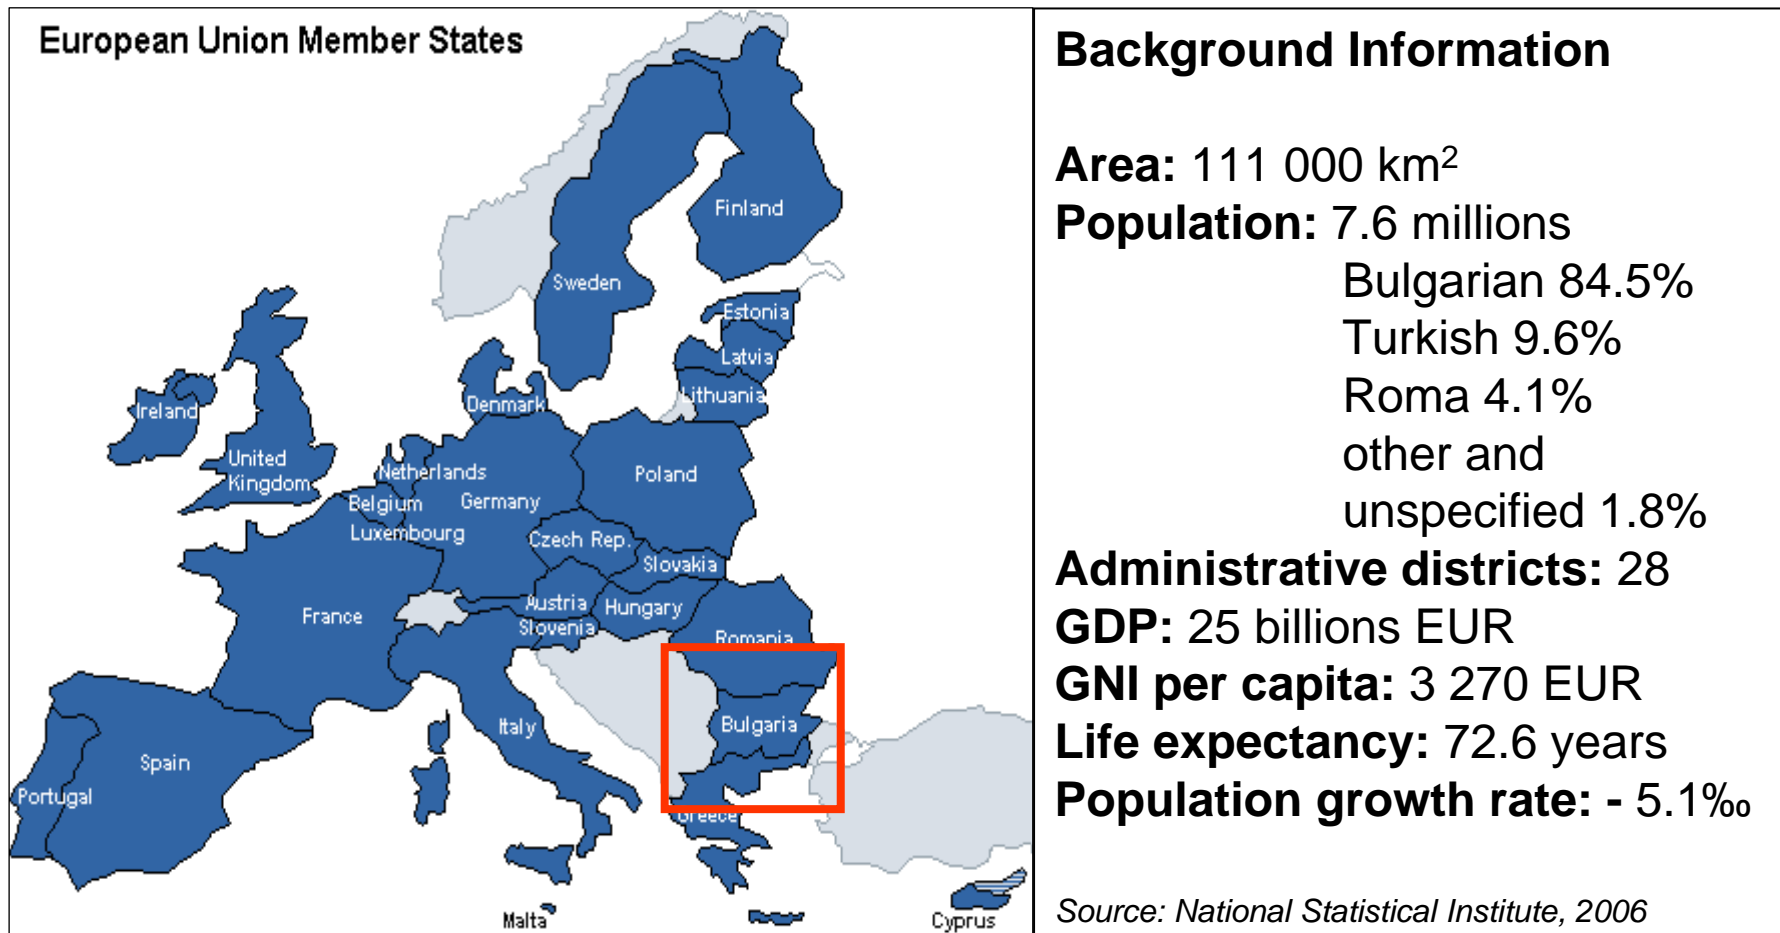 European Union Member States
Finland
Sweden
Estonia
Latvia
Lithuania
Denmark
Ireland
United
Kingdom
Netherlands
Belgium
Germany
Luxembourg
Poland
Czech Rep.
Slovakia
France
Austria
Hungary
Slovenia
Romania
Italy
Bulgaria
Spain
Portugal
Greece
Malta
Cyprus
Background Information
Area: 111 000 km²
Population: 7.6 millions
Bulgarian 84.5%
Turkish 9.6%
Roma 4.1%
other and
unspecified 1.8%
Administrative districts: 28
GDP: 25 billions EUR
GNI per capita: 3 270 EUR
Life expectancy: 72.6 years
Population growth rate: - 5.1‰
Source: National Statistical Institute, 2006